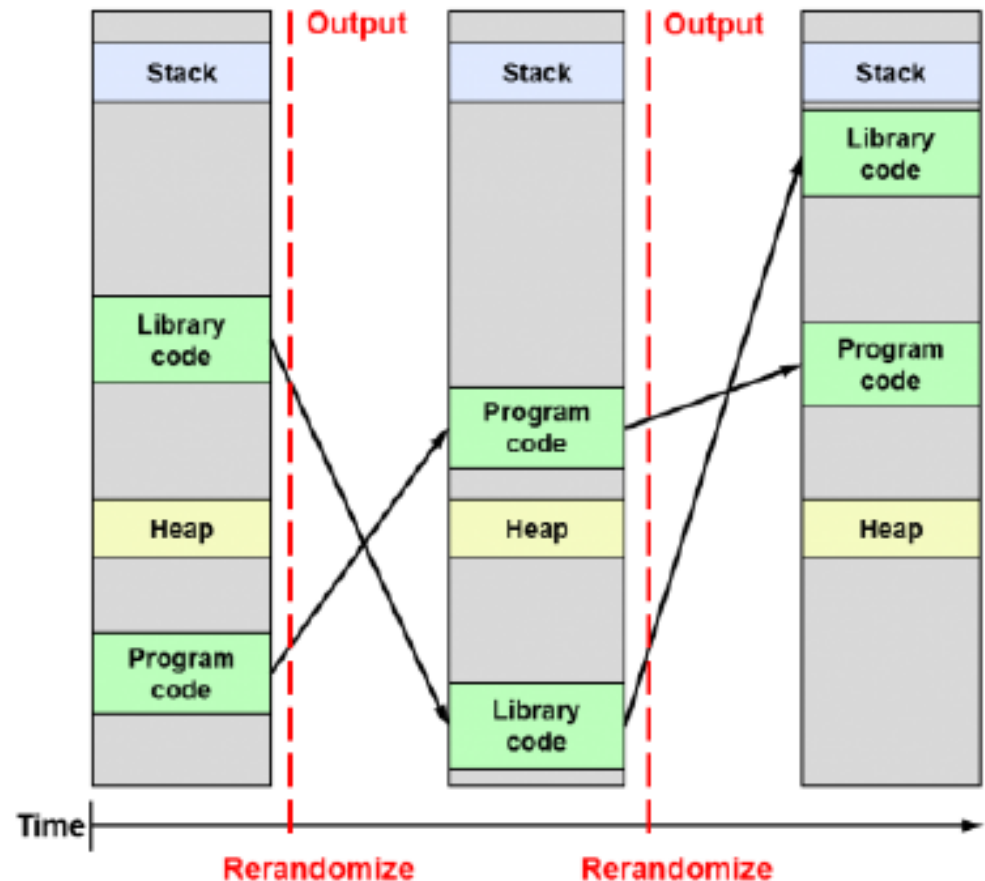 Output
Output
Stack
Stack
Stack
Library
code
Library
code
Program
code
Program
code
Heap
Heap
Heap
Program
code
Library
code
Time
Rerandomize
Rerandomize